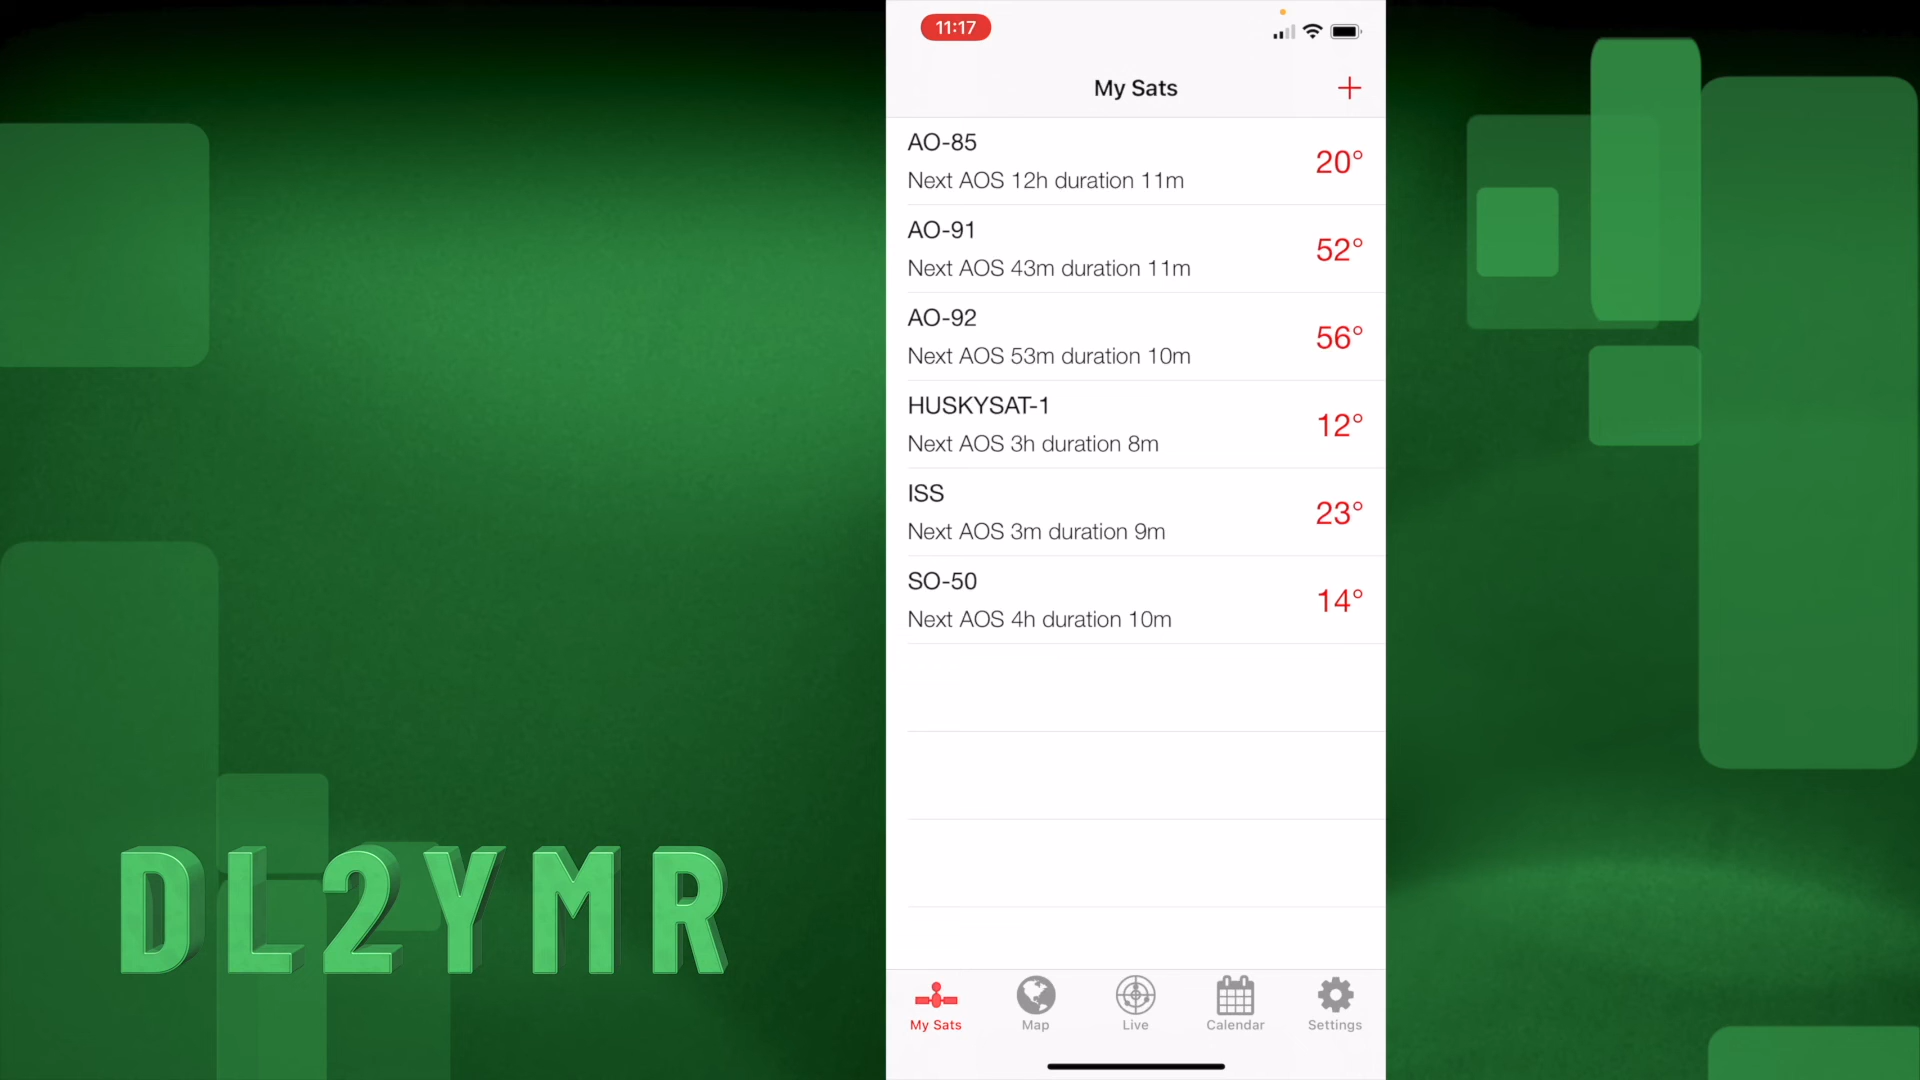 11:17
My Sats
+
AO-85
Next AOS 12h duration 11m
20°
AO-91
Next AOS 43m duration 11m
52°
AO-92
Next AOS 53m duration 10m
56°
HUSKYSAT-1
Next AOS 3h duration 8m
12°
ISS
Next AOS 3m duration 9m
23°
SO-50
Next AOS 4h duration 10m
14°
DL2YMR
My Sats
Map
Live
Calendar
Settings